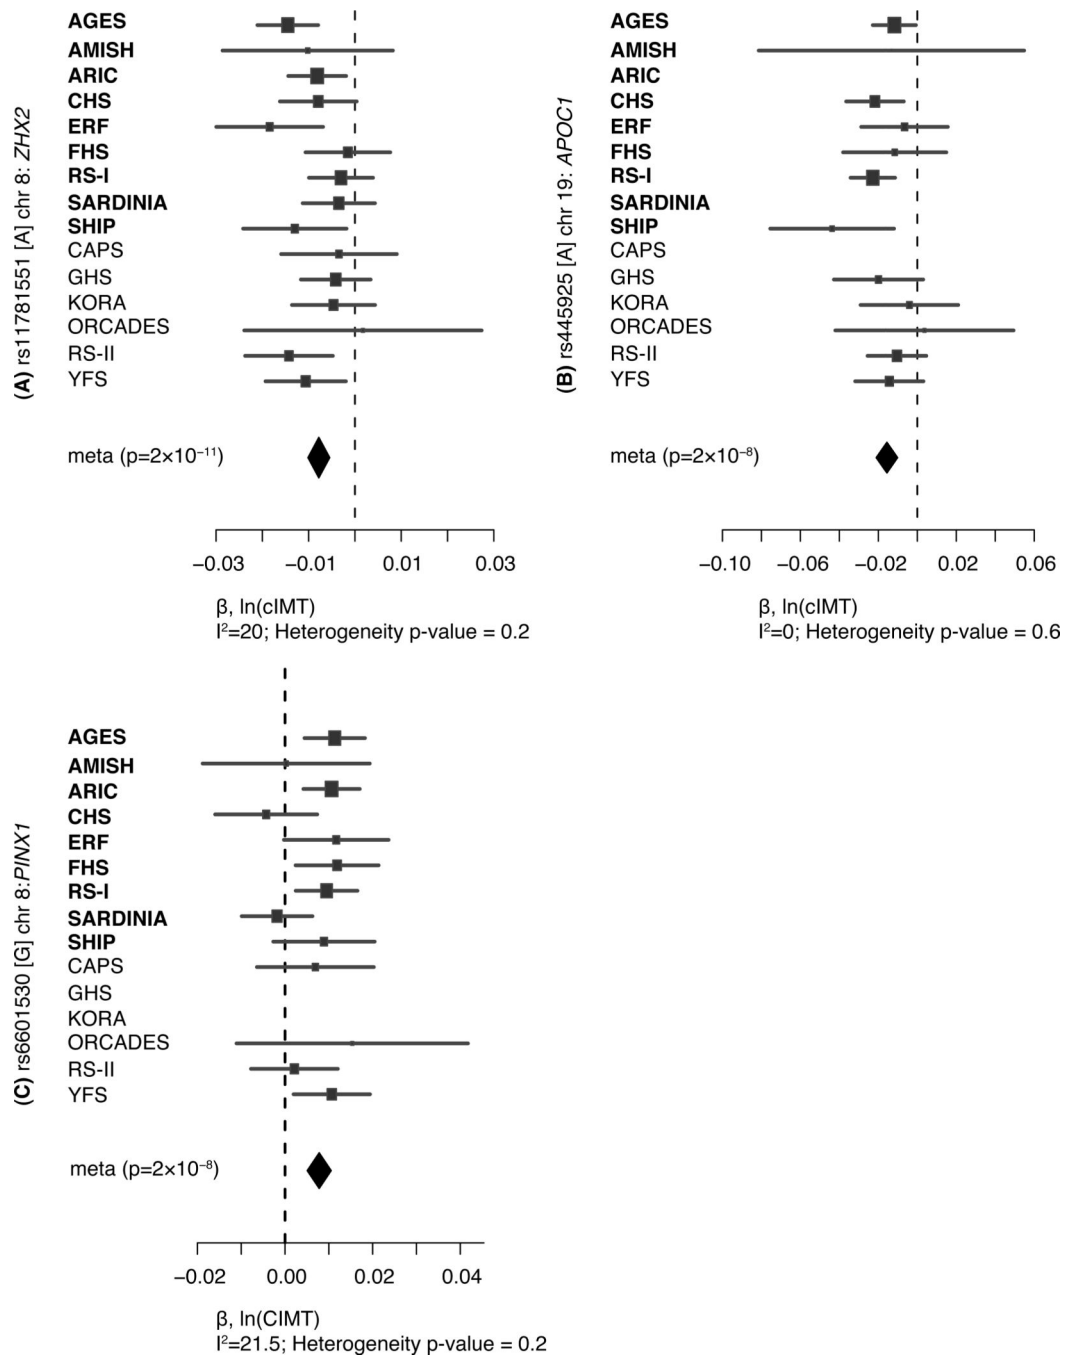 (A) rs11781551 [A] chr 8: ZHX2
AGES
AMISH
ARIC
CHS
ERF
FHS
RS-I
SARDINIA
SHIP
CAPS
GHS
KORA
ORCADES
RS-II
YFS
meta (p=2×10⁻¹¹)
−0.03 −0.01 0.01 0.03
β, ln(cIMT)
I²=20; Heterogeneity p-value = 0.2
(B) rs445925 [A] chr 19: APOC1
AGES
AMISH
ARIC
CHS
ERF
FHS
RS-I
SARDINIA
SHIP
CAPS
GHS
KORA
ORCADES
RS-II
YFS
meta (p=2×10⁻⁸)
−0.10 −0.06 −0.02 0.02 0.06
β, ln(cIMT)
I²=0; Heterogeneity p-value = 0.6
(C) rs6601530 [G] chr 8:PINX1
AGES
AMISH
ARIC
CHS
ERF
FHS
RS-I
SARDINIA
SHIP
CAPS
GHS
KORA
ORCADES
RS-II
YFS
meta (p=2×10⁻⁸)
−0.02 0.00 0.02 0.04
β, ln(CIMT)
I²=21.5; Heterogeneity p-value = 0.2